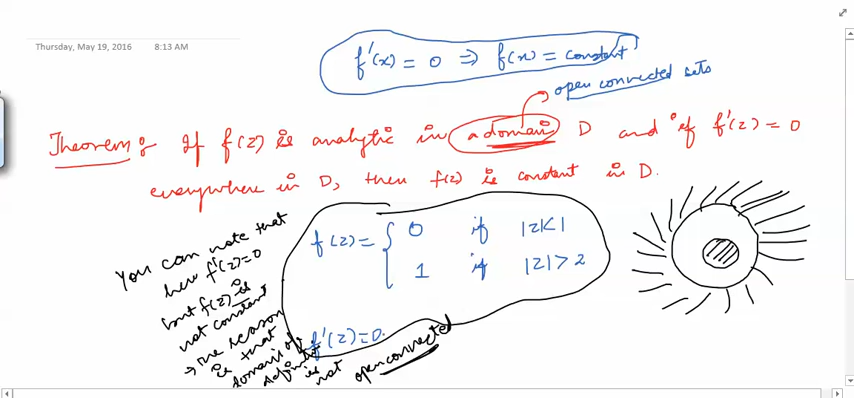 Thursday, May 19, 2016 8:13 AM
f'(x) = 0 ⇒ f(x) = constant
open connected sets
Theorem: If f(z) is analytic in a domain D and if f'(z) = 0
everywhere in D, then f(z) is constant in D.
f(z) = { 0 if |z|<1
1 if |z|>2
f'(z)=0.
You can note that
here f'(z)=0
but f(z) is
not constant
→ the reason
is that
domain of
definition
is
not
open connected